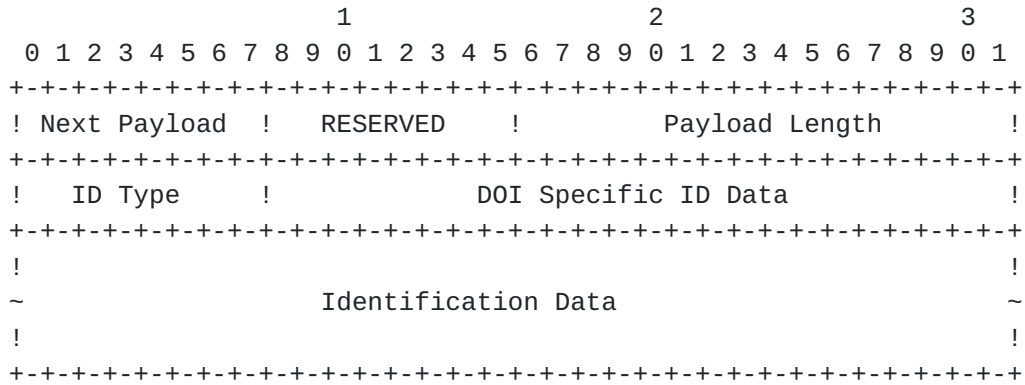 1                   2                   3
 0 1 2 3 4 5 6 7 8 9 0 1 2 3 4 5 6 7 8 9 0 1 2 3 4 5 6 7 8 9 0 1
+-+-+-+-+-+-+-+-+-+-+-+-+-+-+-+-+-+-+-+-+-+-+-+-+-+-+-+-+-+-+-+-+
! Next Payload  !   RESERVED    !         Payload Length        !
+-+-+-+-+-+-+-+-+-+-+-+-+-+-+-+-+-+-+-+-+-+-+-+-+-+-+-+-+-+-+-+-+
!   ID Type     !             DOI Specific ID Data              !
+-+-+-+-+-+-+-+-+-+-+-+-+-+-+-+-+-+-+-+-+-+-+-+-+-+-+-+-+-+-+-+-+
!                                                               !
~                   Identification Data                         ~
!                                                               !
+-+-+-+-+-+-+-+-+-+-+-+-+-+-+-+-+-+-+-+-+-+-+-+-+-+-+-+-+-+-+-+-+